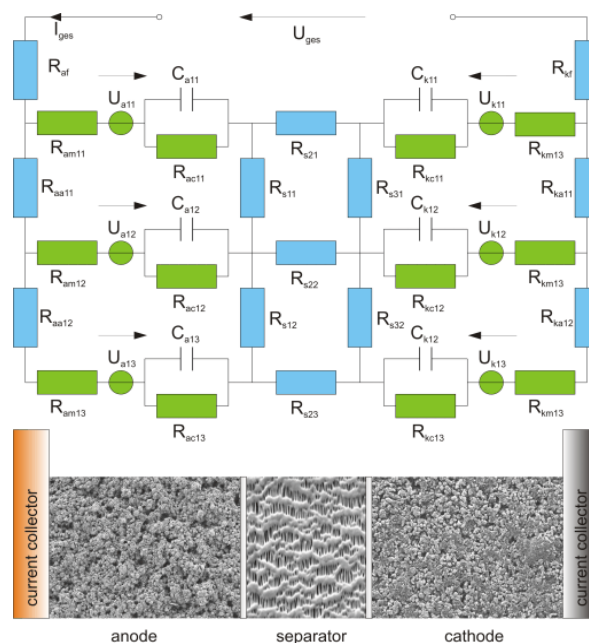 I_ges
U_ges
R_af
C_a11
C_k11
R_kf
U_a11
U_k11
R_am11
R_ac11
R_s21
R_kc11
R_km13
R_aa11
R_s11
R_s31
R_ka11
C_a12
C_k12
U_a12
U_k12
R_am12
R_ac12
R_s22
R_kc12
R_km13
R_aa12
R_s12
R_s32
R_ka12
C_a13
C_k12
U_a13
U_k13
R_am13
R_ac13
R_s23
R_kc13
R_km13
current collector
current collector
anode
separator
cathode